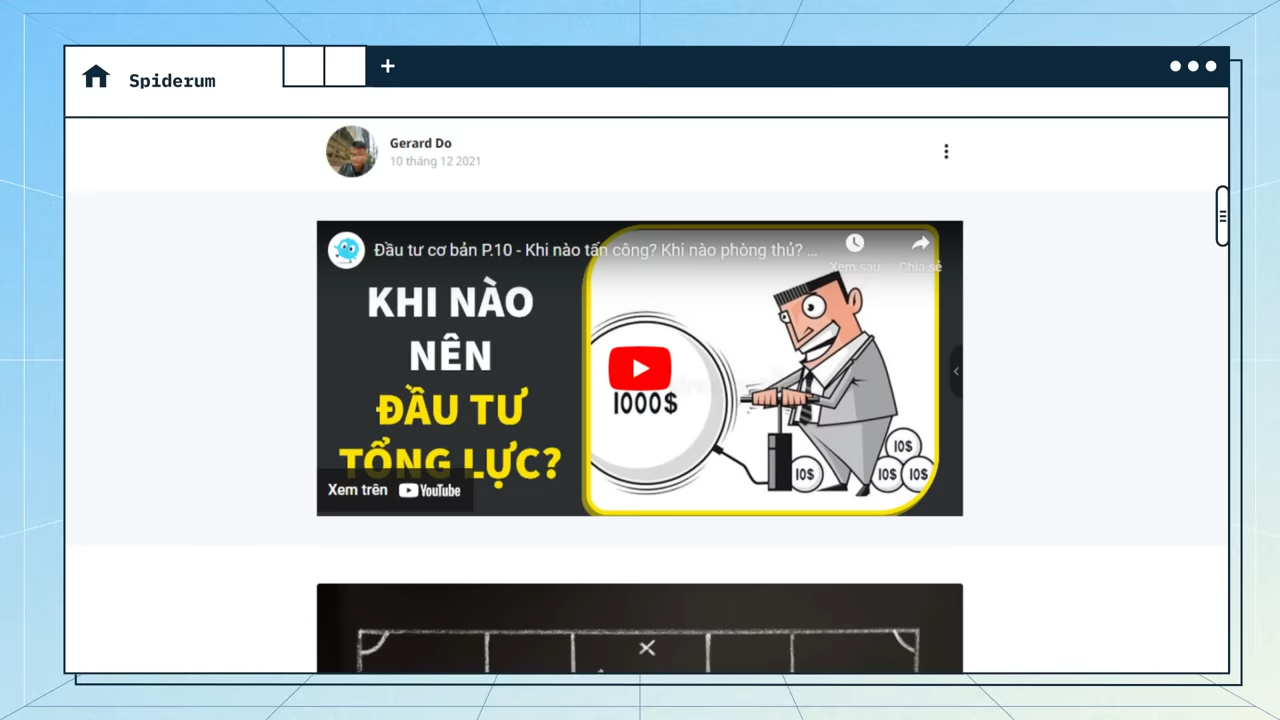 Spiderum
Gerard Do
10 tháng 12 2021
Đầu tư cơ bản P.10 - Khi nào tấn công? Khi nào phòng thủ? ...
Xem sau
Chia sẻ
KHI NÀO
NÊN
ĐẦU TƯ
TỔNG LỰC?
1000$
10$
10$
10$
10$
Xem trên YouTube